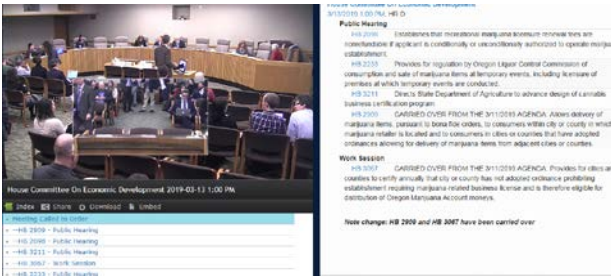 House Committee On Economic Development
3/13/2019 1:00 PM, HR D
Public Hearing
HB 2098 Establishes that recreational marijuana licensure renewal fees are
nonrefundable if applicant is conditionally or unconditionally authorized to operate marijuana
establishment.
HB 2233 Provides for regulation by Oregon Liquor Control Commission of
consumption and sale of marijuana items at temporary events, including licensure of
premises at which temporary events are conducted.
HB 3211 Directs State Department of Agriculture to advance design of cannabis
business certification program.
HB 2909 CARRIED OVER FROM THE 3/11/2019 AGENDA. Allows delivery of
marijuana items, pursuant to bona fide orders, to consumers within city or county in which
marijuana retailer is located and to consumers in cities or counties that have adopted
ordinances allowing for delivery of marijuana items from adjacent cities or counties.
Work Session
HB 3067 CARRIED OVER FROM THE 3/11/2019 AGENDA. Provides for cities and
counties to certify annually that city or county has not adopted ordinance prohibiting
establishment requiring marijuana-related business license and is therefore eligible for
distribution of Oregon Marijuana Account moneys.
Note change: HB 2909 and HB 3067 have been carried over
House Committee On Economic Development 2019-03-13 1:00 PM
Index Share Download Embed
Meeting Called to Order
---HB 2909 - Public Hearing
---HB 2098 - Public Hearing
---HB 3211 - Public Hearing
---HB 3067 - Work Session
---HB 2233 - Public Hearing